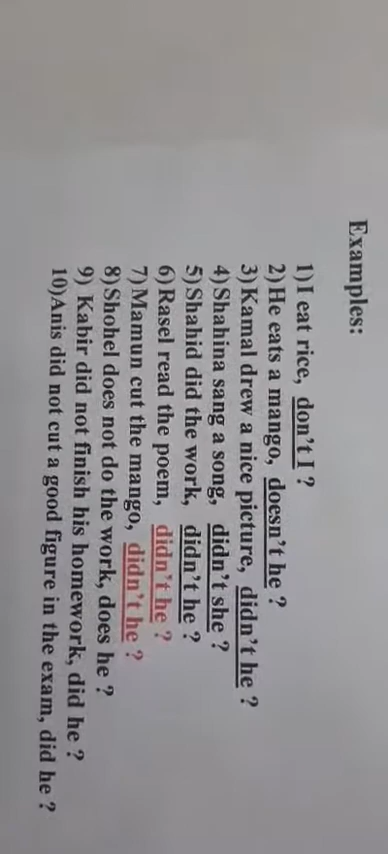 Examples:
1)I eat rice, don't I ?
2)He eats a mango, doesn't he ?
3)Kamal drew a nice picture, didn't he ?
4)Shahina sang a song, didn't she ?
5)Shahid did the work, didn't he ?
6)Rasel read the poem, didn't he ?
7)Mamun cut the mango, didn't he ?
8)Shohel does not do the work, does he ?
9) Kabir did not finish his homework, did he ?
10)Anis did not cut a good figure in the exam, did he ?